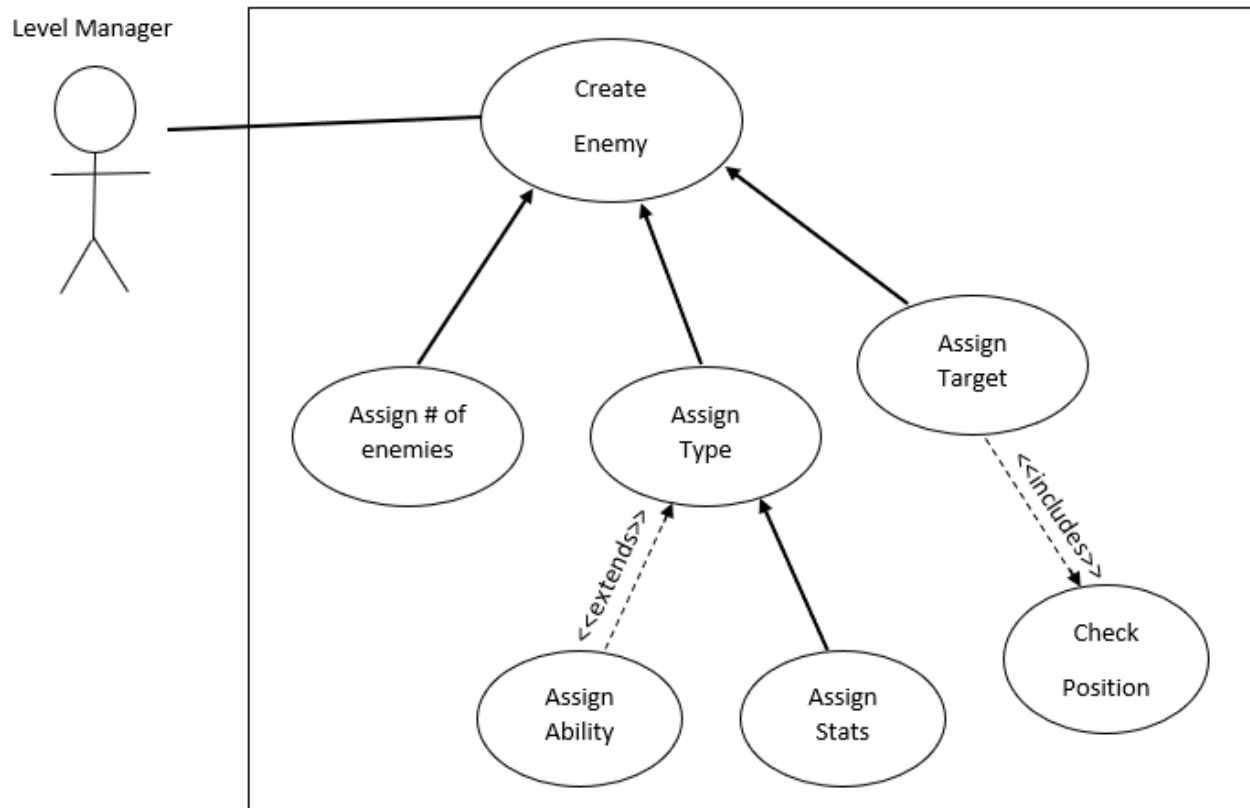 Level Manager
Create
Enemy
Assign
Target
Assign # of
enemies
Assign
Type
<<extends>>
<<includes>>
Assign
Ability
Assign
Stats
Check
Position